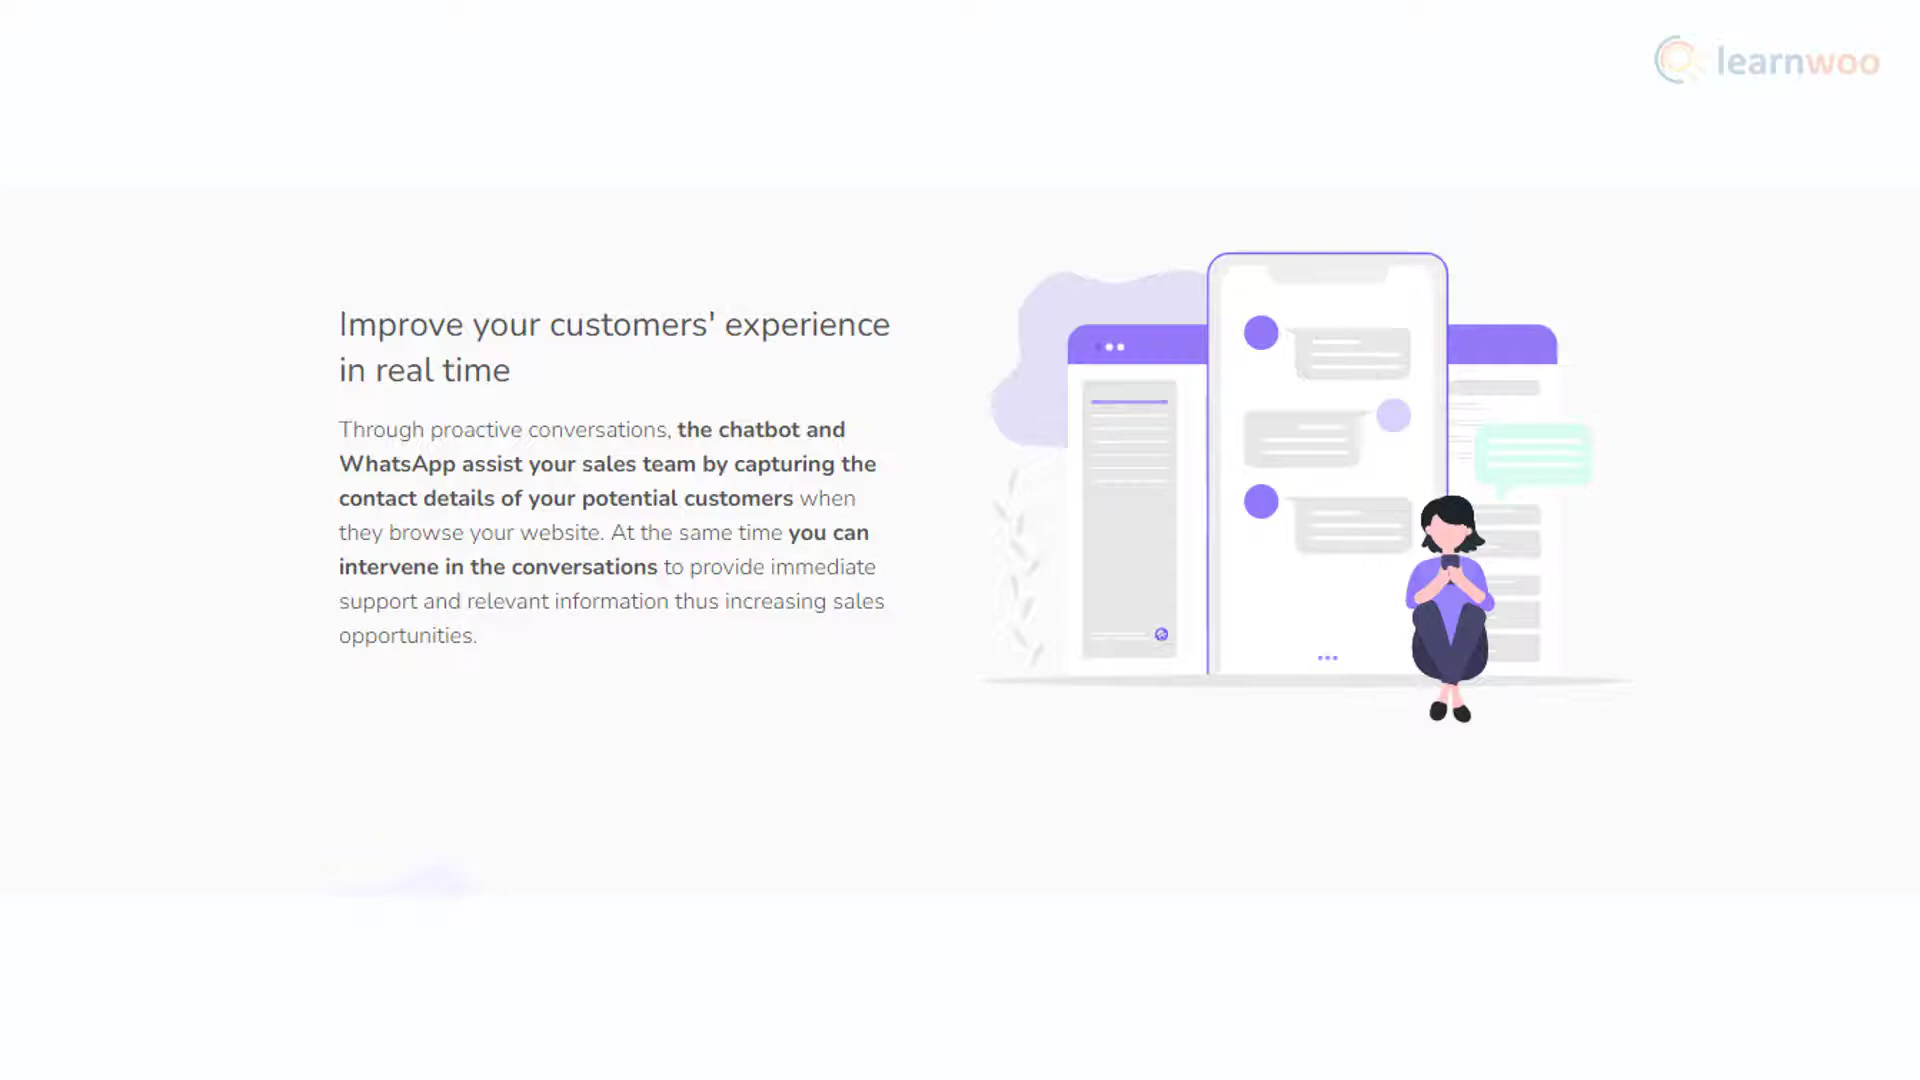 learnwoo
Improve your customers' experience
in real time
Through proactive conversations, the chatbot and
WhatsApp assist your sales team by capturing the
contact details of your potential customers when
they browse your website. At the same time you can
intervene in the conversations to provide immediate
support and relevant information thus increasing sales
opportunities.